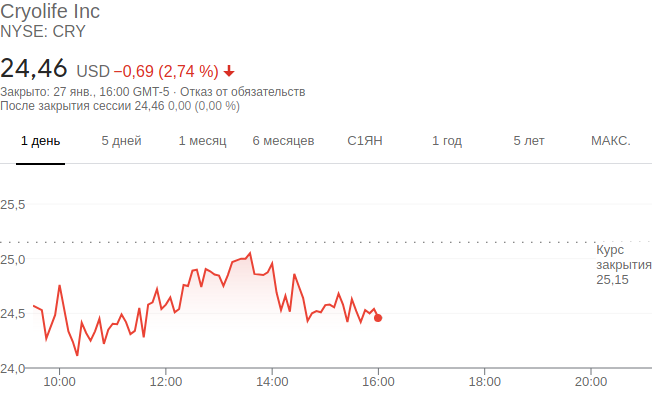 Cryolife Inc
NYSE: CRY
24,46 USD −0,69 (2,74 %)
Закрыто: 27 янв., 16:00 GMT-5 · Отказ от обязательств
После закрытия сессии 24,46 0,00 (0,00 %)
1 день 5 дней 1 месяц 6 месяцев С1ЯН 1 год 5 лет МАКС.
25,5
Курс
закрытия
25,15
25,0
24,5
24,0
10:00 12:00 14:00 16:00 18:00 20:00